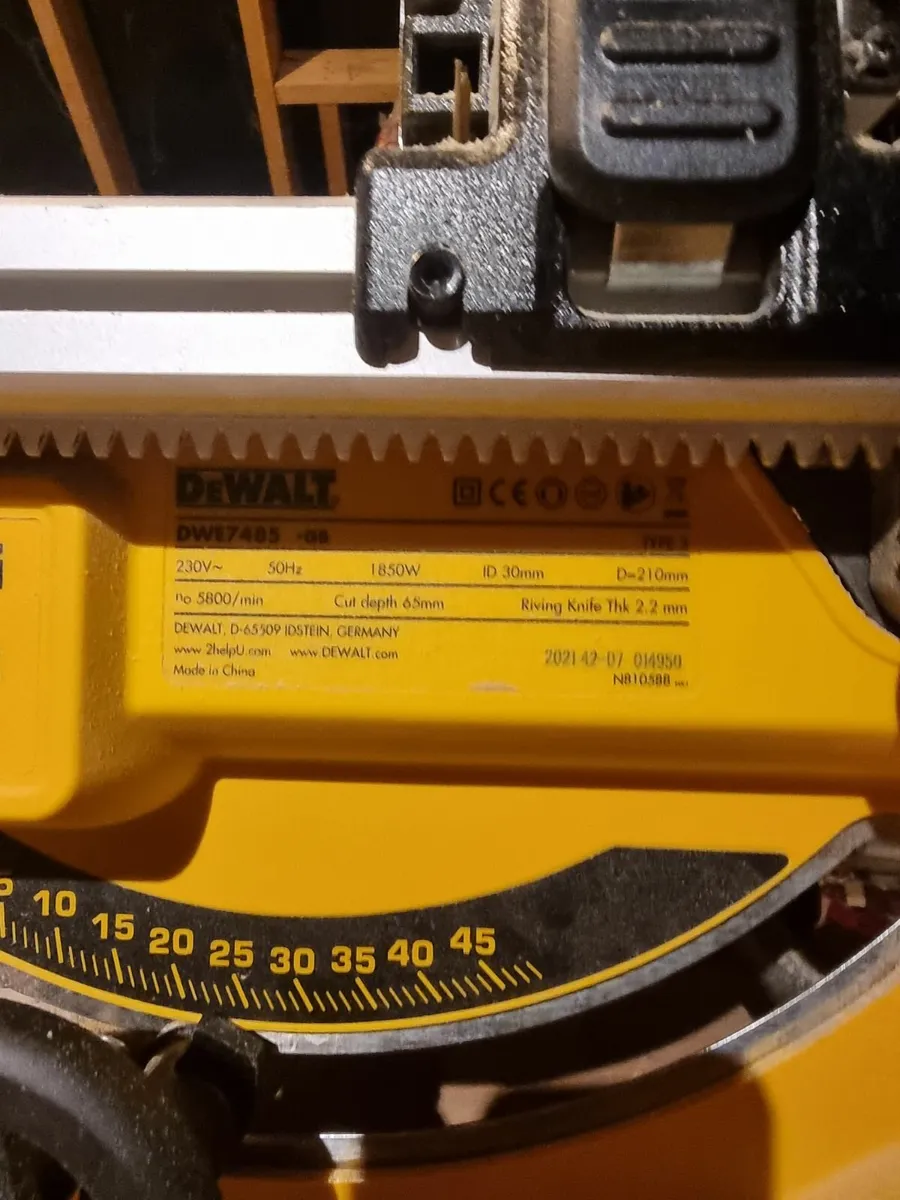 DEWALT
DWE7485 -GB TYPE
230V~ 50Hz 1850W ID 30mm D=210mm
n₀ 5800/min Cut depth 65mm Riving Knife Thk 2.2 mm
DEWALT, D-65509 IDSTEIN, GERMANY
www.2helpU.com www.DEWALT.com
2021 42-07 014950
Made in China
N810588
10 15 20 25 30 35 40 45